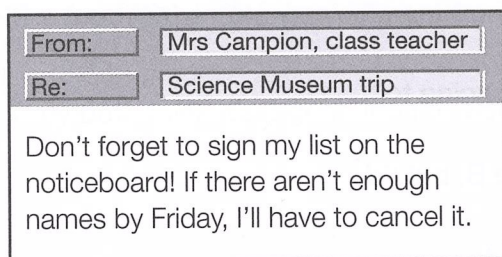 From: Mrs Campion, class teacher
Re: Science Museum trip
Don't forget to sign my list on the
noticeboard! If there aren't enough
names by Friday, I'll have to cancel it.